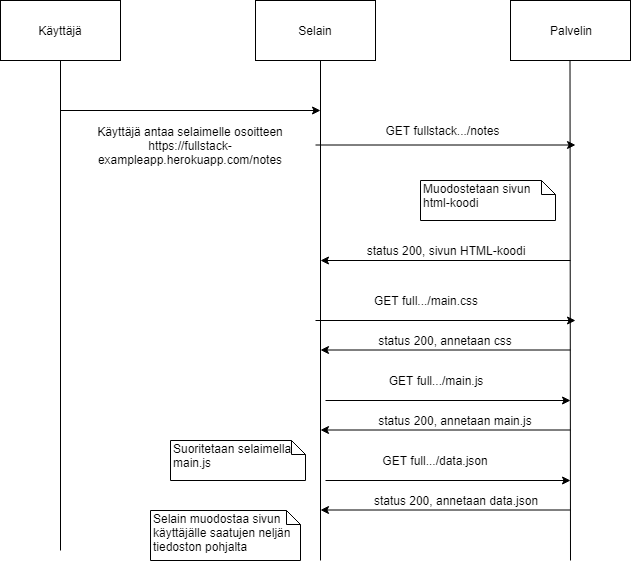 Käyttäjä
Selain
Palvelin
Käyttäjä antaa selaimelle osoitteen
https://fullstack-
exampleapp.herokuapp.com/notes
GET fullstack.../notes
Muodostetaan sivun
html-koodi
status 200, sivun HTML-koodi
GET full.../main.css
status 200, annetaan css
GET full.../main.js
status 200, annetaan main.js
Suoritetaan selaimella
main.js
GET full.../data.json
status 200, annetaan data.json
Selain muodostaa sivun
käyttäjälle saatujen neljän
tiedoston pohjalta